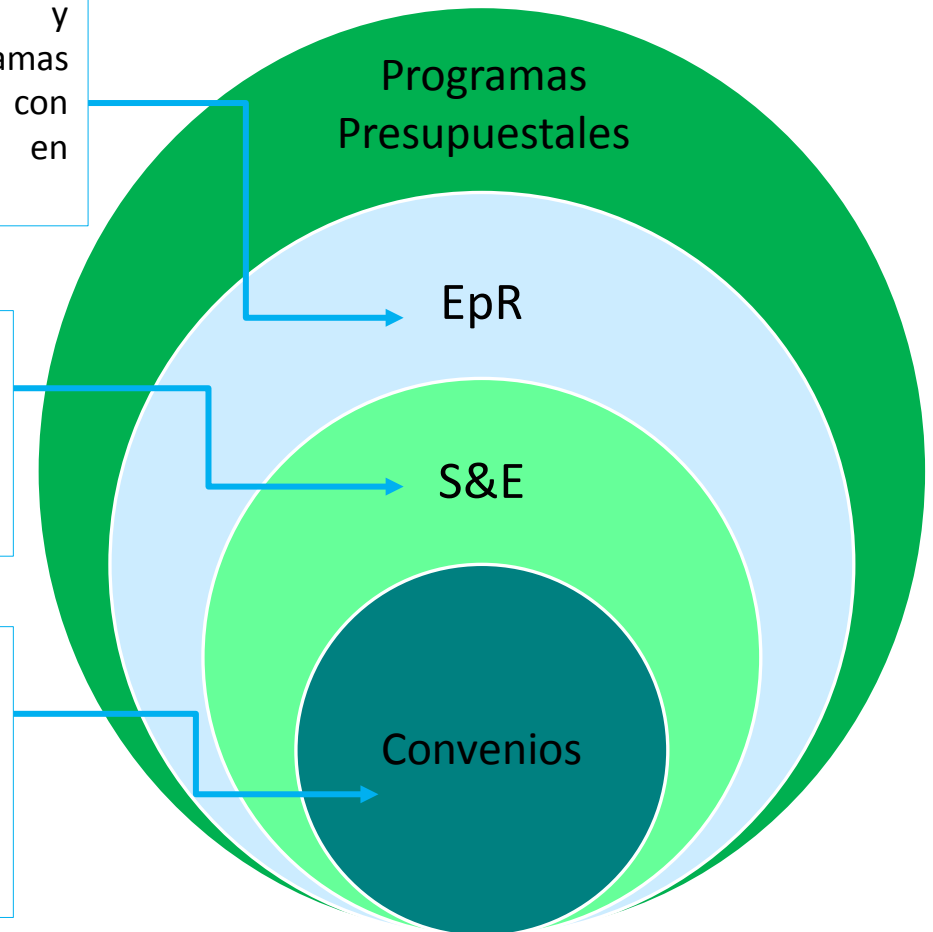 y
amas
con
en
Programas
Presupuestales
EpR
S&E
Convenios